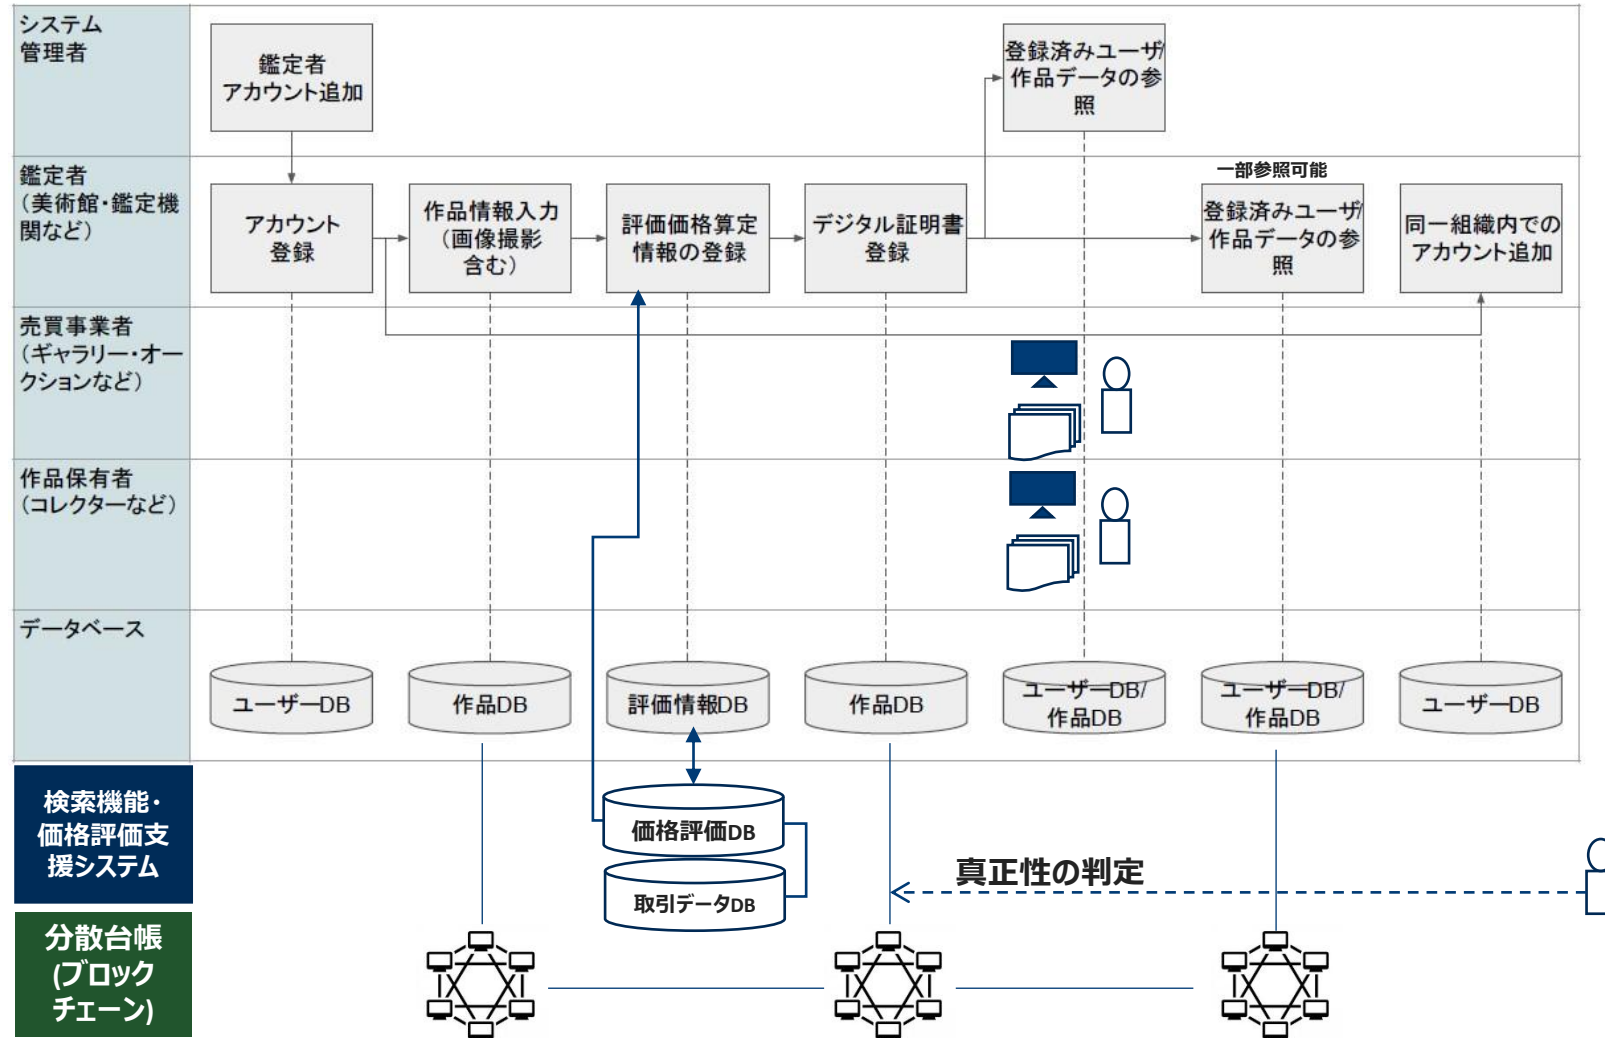 システム
管理者
鑑定者
アカウント追加
登録済みユーザ/
作品データの参
照
鑑定者
（美術館・鑑定機
関など）
アカウント
登録
作品情報入力
（画像撮影
含む）
評価価格算定
情報の登録
デジタル証明書
登録
一部参照可能
登録済みユーザ/
作品データの参
照
同一組織内での
アカウント追加
売買事業者
（ギャラリー・オー
クションなど）
作品保有者
（コレクターなど）
データベース
ユーザーDB
作品DB
評価情報DB
作品DB
ユーザーDB/
作品DB
ユーザーDB/
作品DB
ユーザーDB
検索機能・
価格評価支
援システム
価格評価DB
取引データDB
真正性の判定
分散台帳
(ブロック
チェーン)